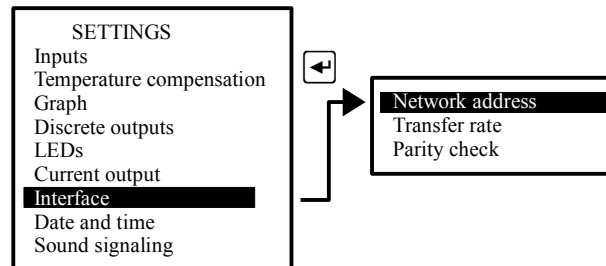 SETTINGS
Inputs
Temperature compensation
Graph
Discrete outputs
LEDs
Current output
Interface
Date and time
Sound signaling
Network address
Transfer rate
Parity check